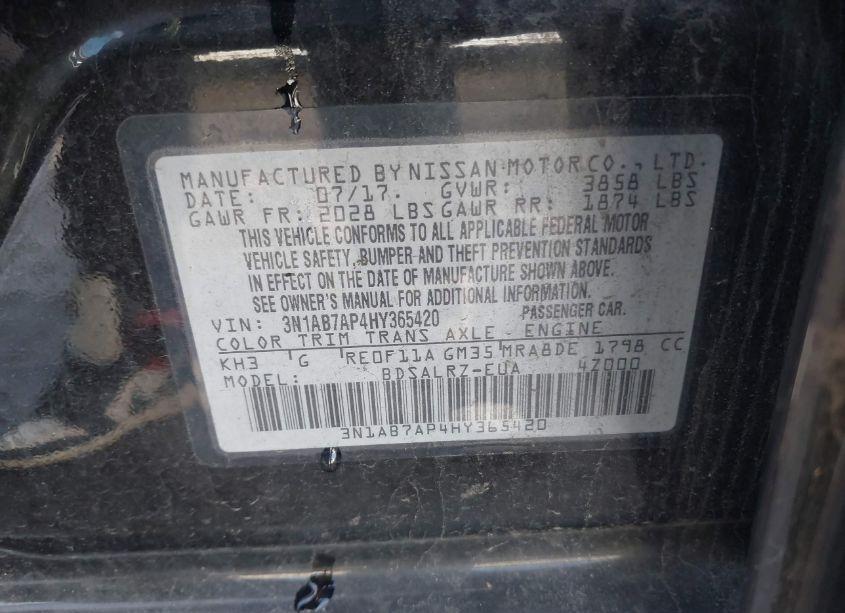 MANUFACTURED BY NISSAN MOTOR CO., LTD.
DATE: 07/17. GVWR: 3858 LBS
GAWR FR: 2028 LBS GAWR RR: 1874 LBS
THIS VEHICLE CONFORMS TO ALL APPLICABLE FEDERAL MOTOR
VEHICLE SAFETY, BUMPER AND THEFT PREVENTION STANDARDS
IN EFFECT ON THE DATE OF MANUFACTURE SHOWN ABOVE.
SEE OWNER'S MANUAL FOR ADDITIONAL INFORMATION.
VIN: 3N1AB7AP4HY365420 PASSENGER CAR.
COLOR TRIM TRANS AXLE ENGINE
KH3 G RE0F11A GM35 MRA8DE 1798 CC
MODEL: BDSALRZ-EUA 4Z000
3N1AB7AP4HY365420